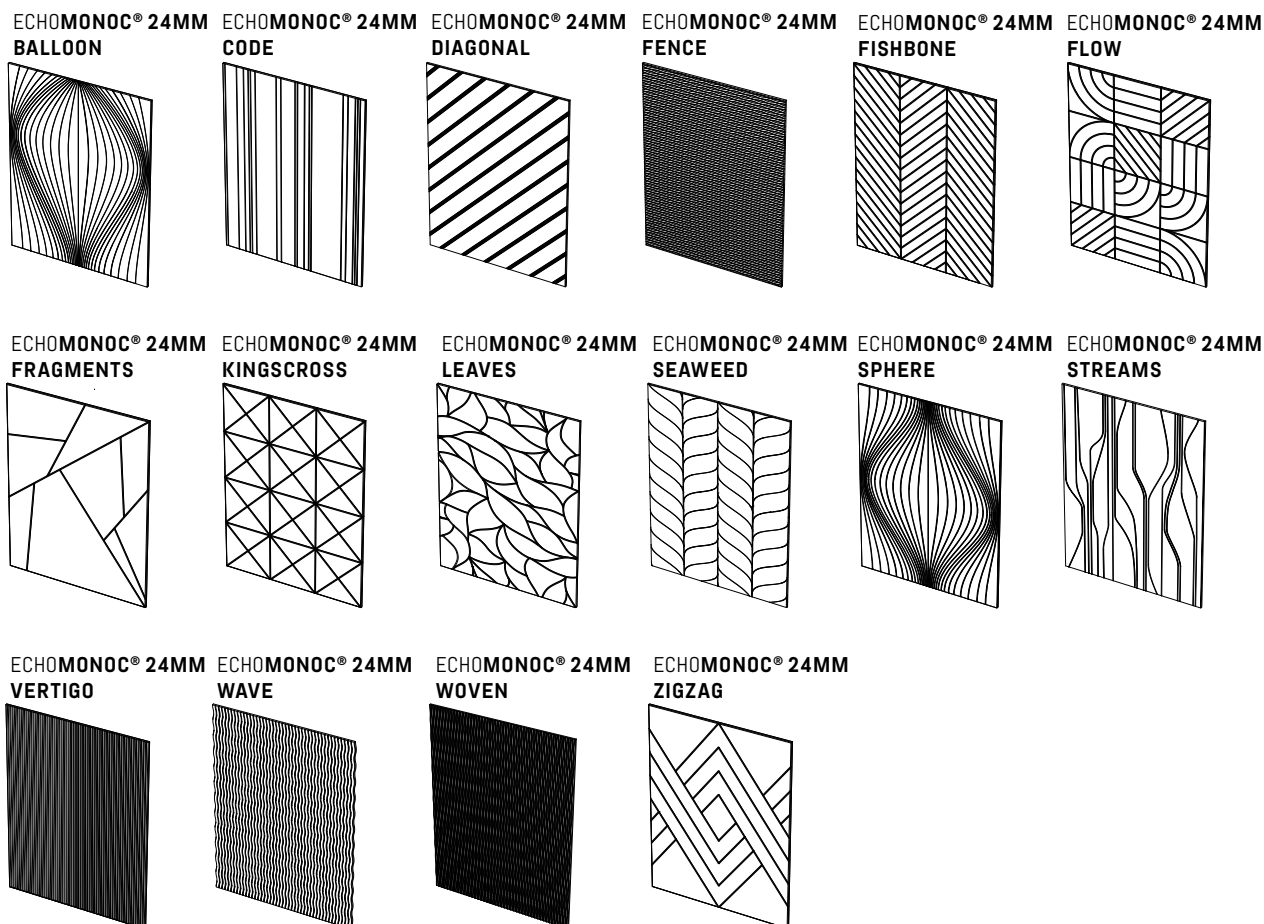 ECHOMONOC® 24MM
BALLOON
ECHOMONOC® 24MM
CODE
ECHOMONOC® 24MM
DIAGONAL
ECHOMONOC® 24MM
FENCE
ECHOMONOC® 24MM
FISHBONE
ECHOMONOC® 24MM
FLOW
ECHOMONOC® 24MM
FRAGMENTS
ECHOMONOC® 24MM
KINGSCROSS
ECHOMONOC® 24MM
LEAVES
ECHOMONOC® 24MM
SEAWEED
ECHOMONOC® 24MM
SPHERE
ECHOMONOC® 24MM
STREAMS
ECHOMONOC® 24MM
VERTIGO
ECHOMONOC® 24MM
WAVE
ECHOMONOC® 24MM
WOVEN
ECHOMONOC® 24MM
ZIGZAG